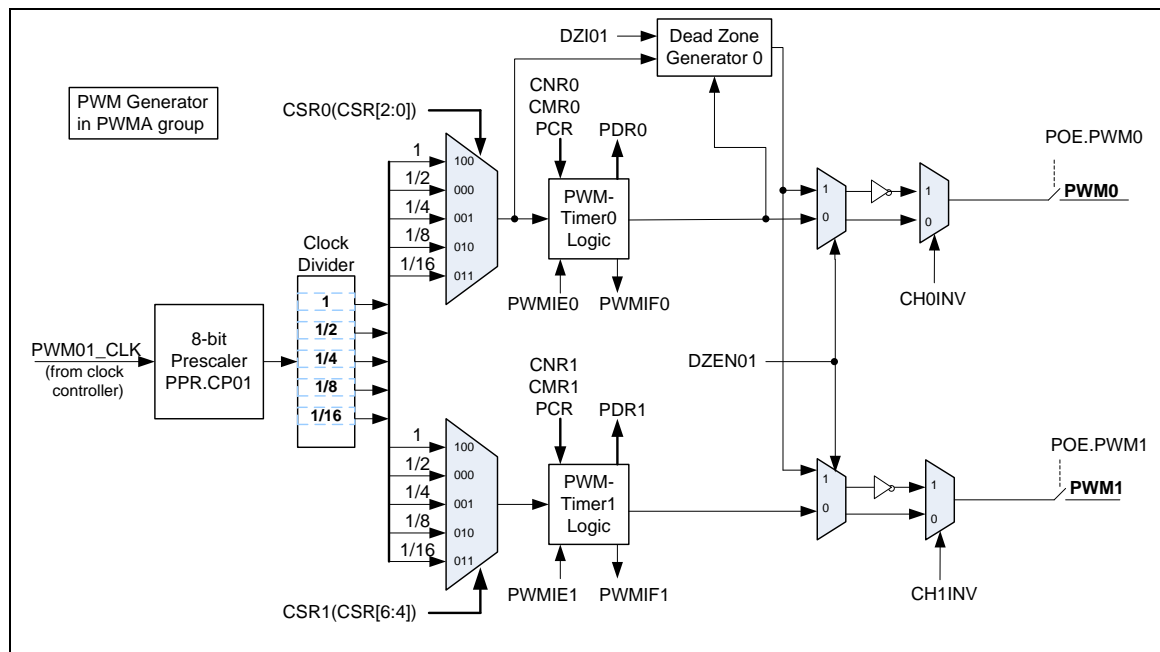 PWM Generator
in PWMA group
DZI01
Dead Zone
Generator 0
CSR0(CSR[2:0])
CNR0
CMR0
PCR
PDR0
1
1/2
1/4
1/8
1/16
100
000
001
010
011
PWM-
Timer0
Logic
PWMIE0
PWMIF0
1
0
1
0
CH0INV
POE.PWM0
PWM0
Clock
Divider
1
1/2
1/4
1/8
1/16
PWM01_CLK
(from clock
controller)
8-bit
Prescaler
PPR.CP01
DZEN01
CNR1
CMR1
PCR
PDR1
1
1/2
1/4
1/8
1/16
100
000
001
010
011
PWM-
Timer1
Logic
PWMIE1
PWMIF1
CSR1(CSR[6:4])
1
0
1
0
CH1INV
POE.PWM1
PWM1